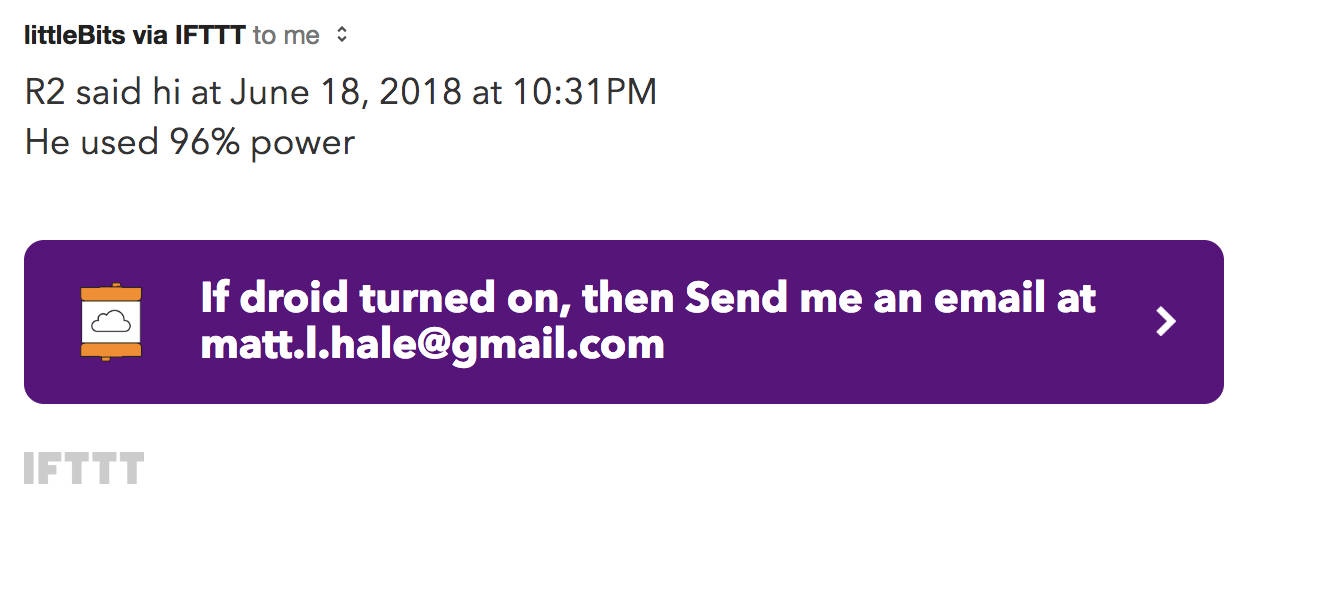 littleBits via IFTTT to me
R2 said hi at June 18, 2018 at 10:31PM
He used 96% power
If droid turned on, then Send me an email at
matt.l.hale@gmail.com
IFTTT